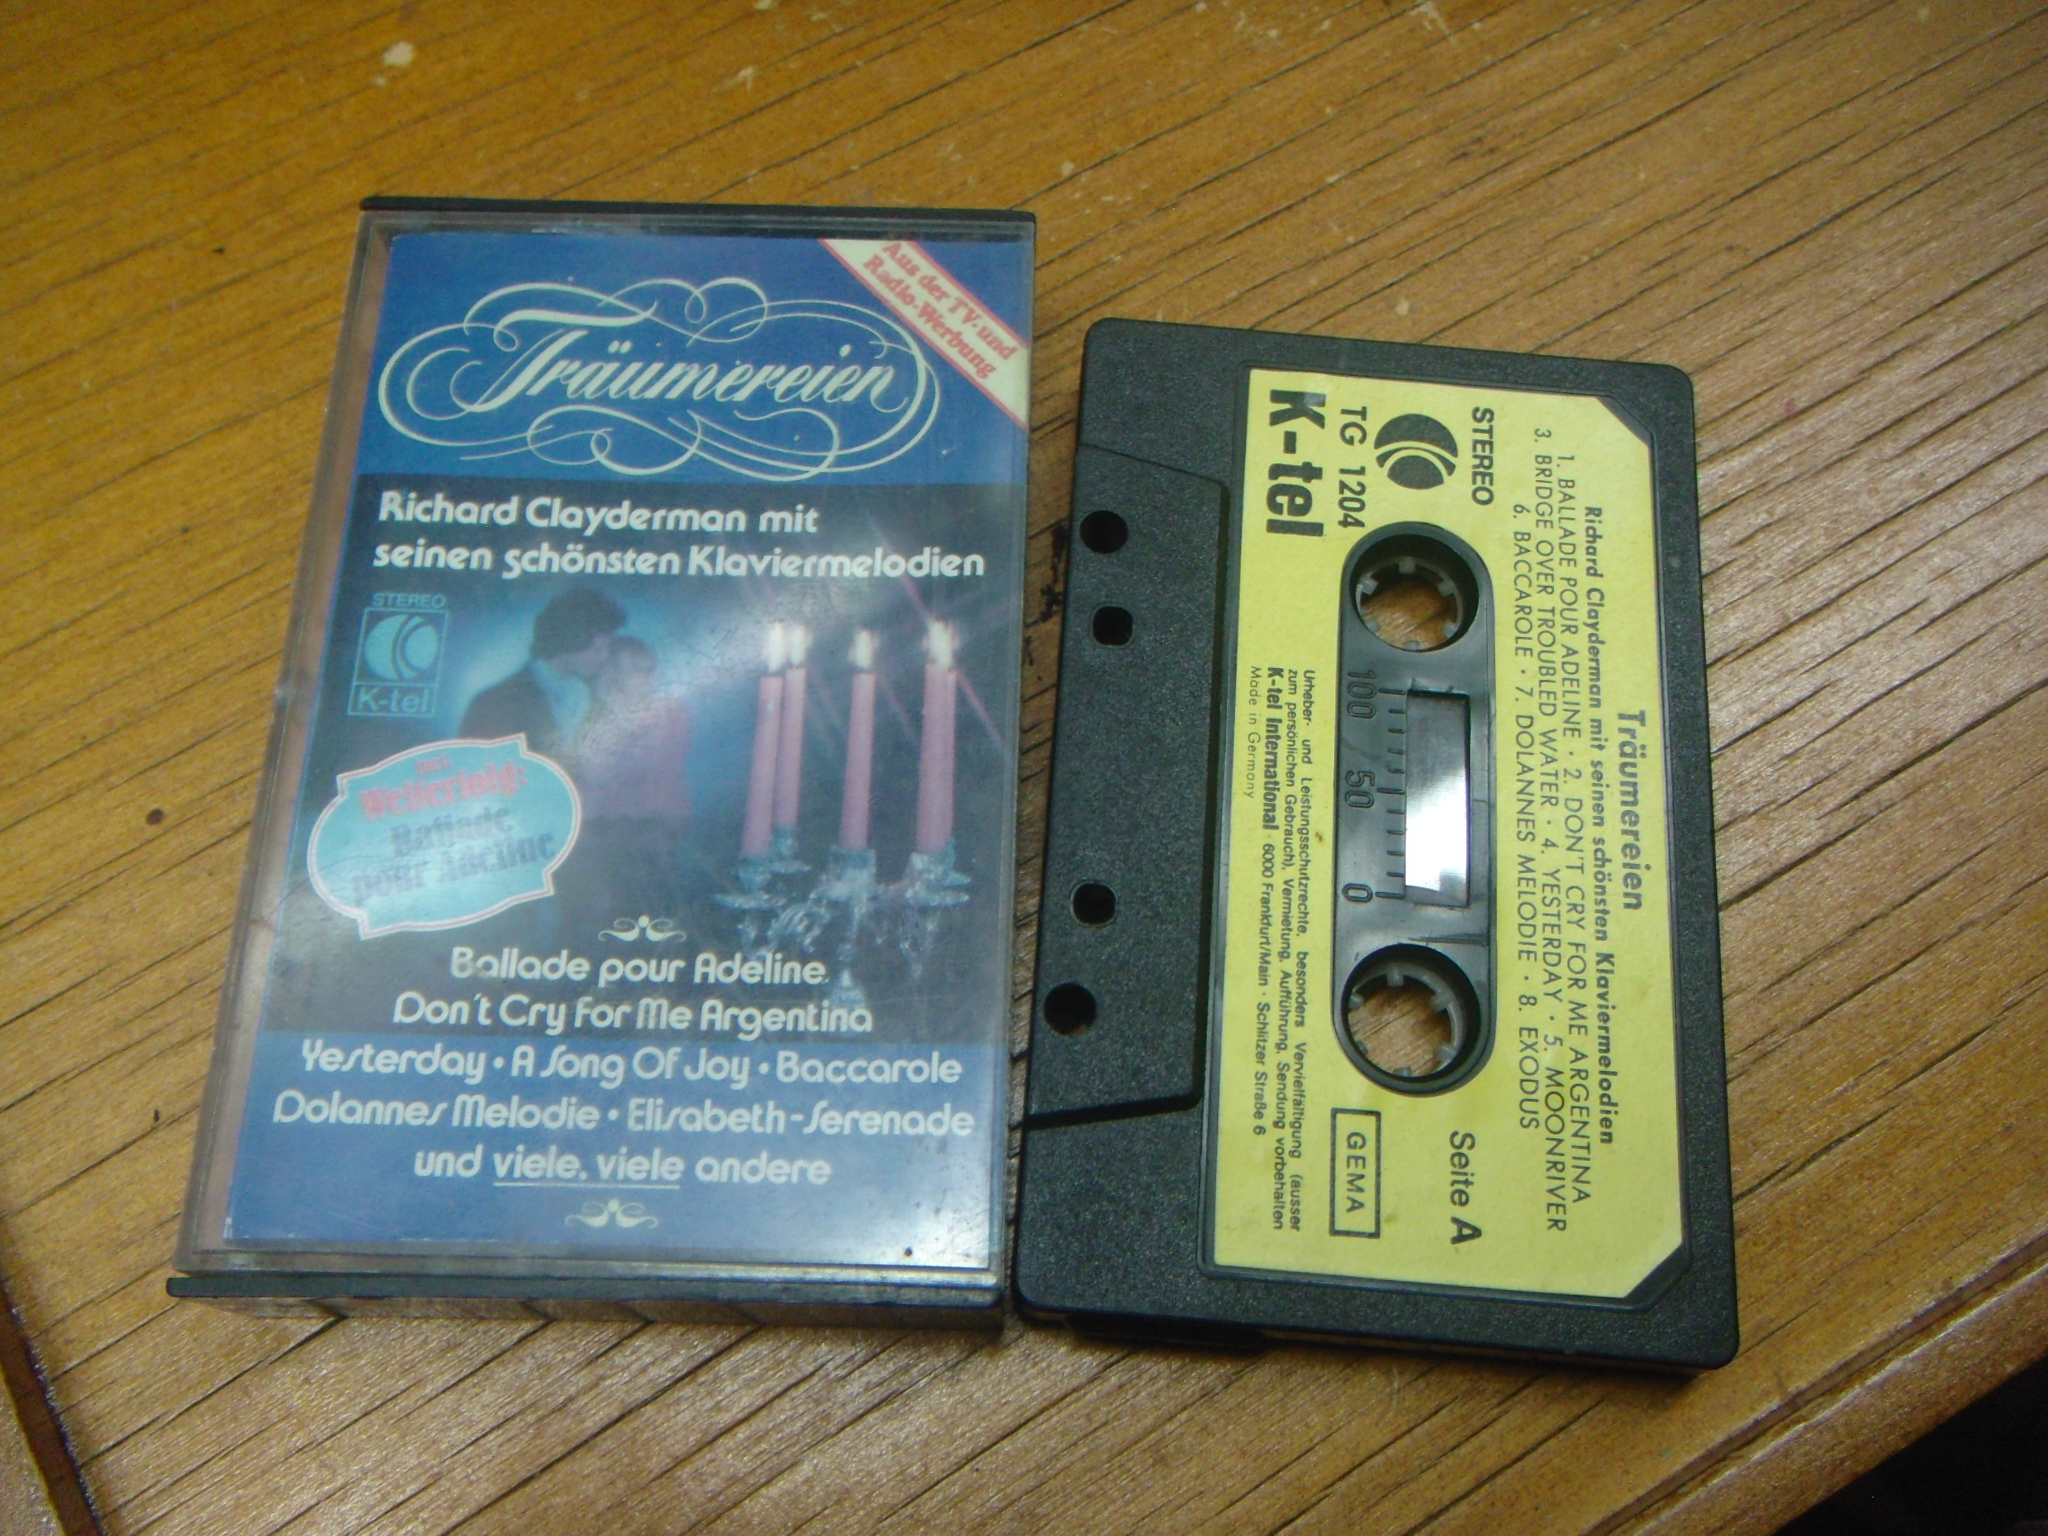 Aus der TV- und
Radio-Werbung
Träumereien
Richard Clayderman mit
seinen schönsten Klaviermelodien
STEREO
K-tel
Welterfolg:
Ballade
pour Adeline
Ballade pour Adeline
Don't Cry For Me Argentina
Yesterday • A Song Of Joy • Baccarole
Dolannes Melodie • Elisabeth-Serenade
und viele, viele andere
Träumereien
Richard Clayderman mit seinen schönsten Klaviermelodien
1. BALLADE POUR ADELINE · 2. DON'T CRY FOR ME ARGENTINA
3. BRIDGE OVER TROUBLED WATER · 4. YESTERDAY · 5. MOONRIVER
6. BACCAROLE · 7. DOLANNES MELODIE · 8. EXODUS
STEREO
Seite A
TG 1204
GEMA
K-tel
100 50 0
Urheber- und Leistungsschutzrechte, besonders Vervielfältigung (ausser
zum persönlichen Gebrauch), Vermietung, Aufführung, Sendung vorbehalten
K-tel International · 6000 Frankfurt/Main · Schlitzer Straße 6
Made in Germany